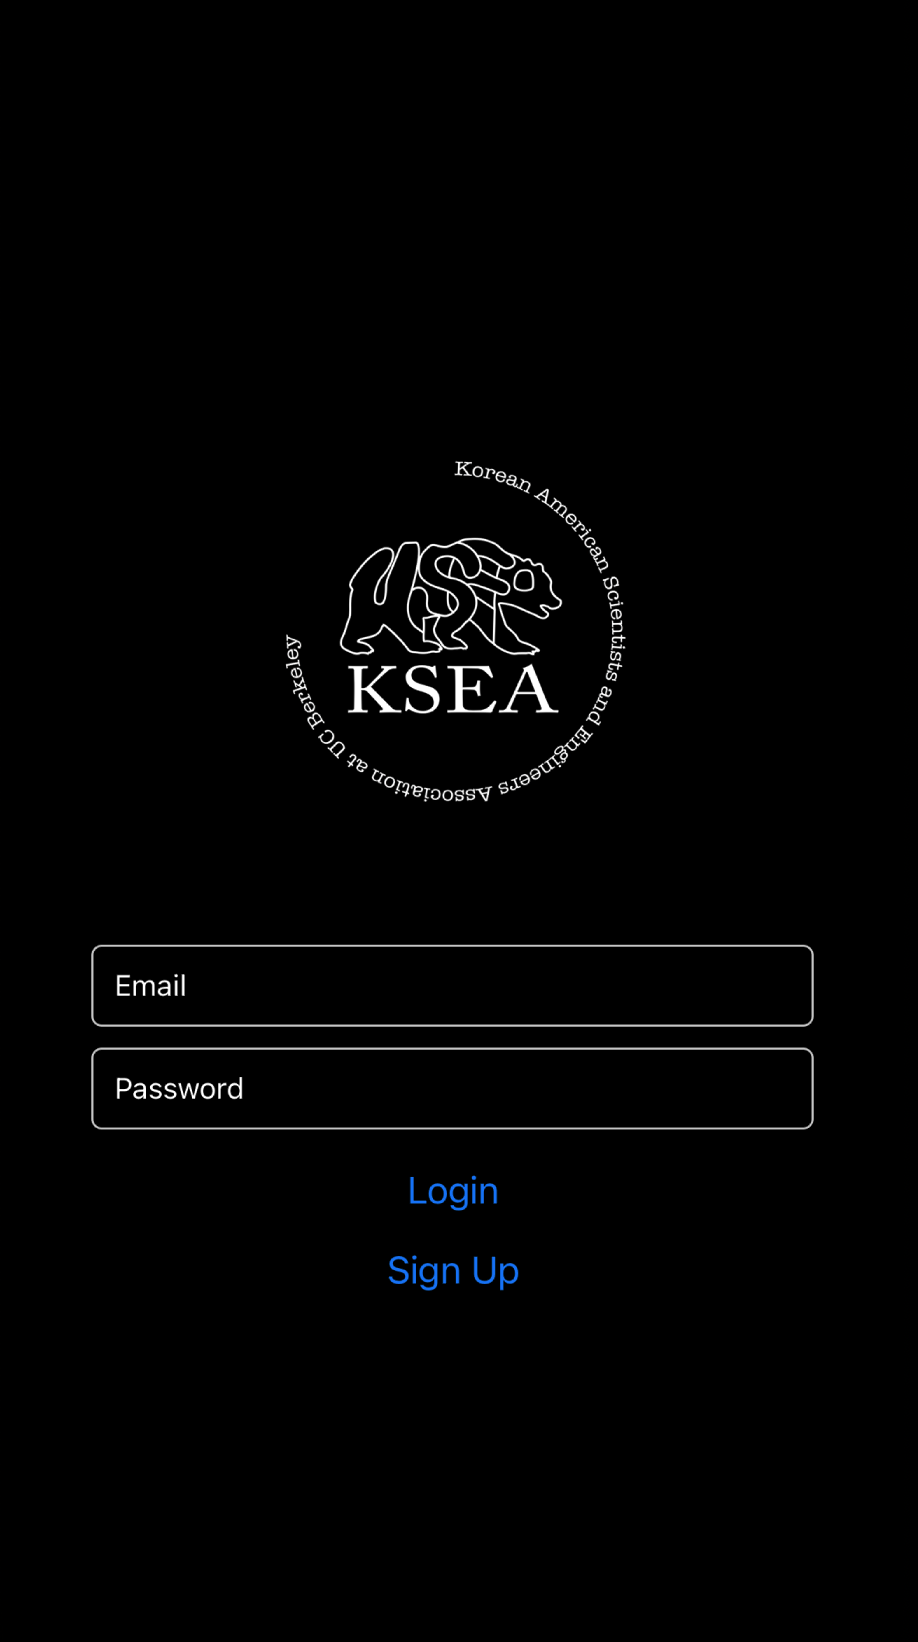 Korean American Scientists and Engineers Association at UC Berkeley
KSEA
Email
Password
Login
Sign Up